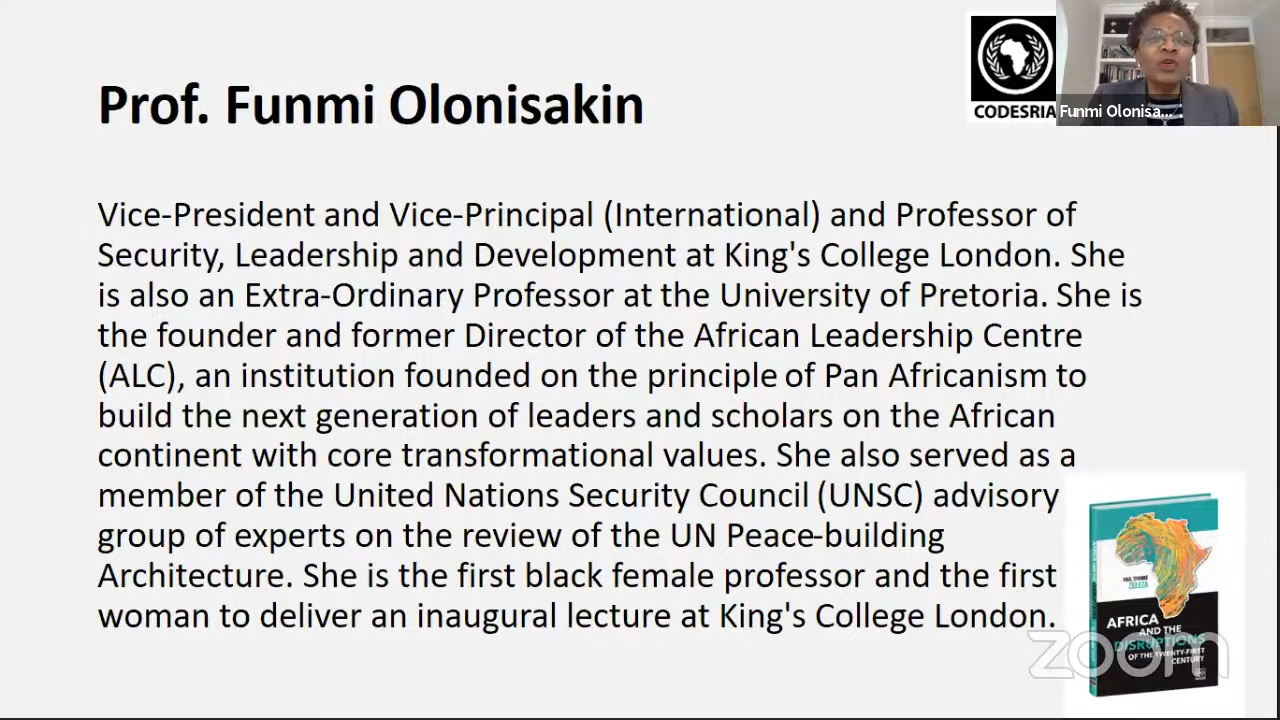 Prof. Funmi Olonisakin
CODESRIA
Funmi Olonisa...
Vice-President and Vice-Principal (International) and Professor of
Security, Leadership and Development at King's College London. She
is also an Extra-Ordinary Professor at the University of Pretoria. She is
the founder and former Director of the African Leadership Centre
(ALC), an institution founded on the principle of Pan Africanism to
build the next generation of leaders and scholars on the African
continent with core transformational values. She also served as a
member of the United Nations Security Council (UNSC) advisory
group of experts on the review of the UN Peace-building
Architecture. She is the first black female professor and the first
woman to deliver an inaugural lecture at King's College London.
ZELEZA
AFRICA
AND THE
DISRUPTIONS
OF THE TWENTY-FIRST
CENTURY
zoom